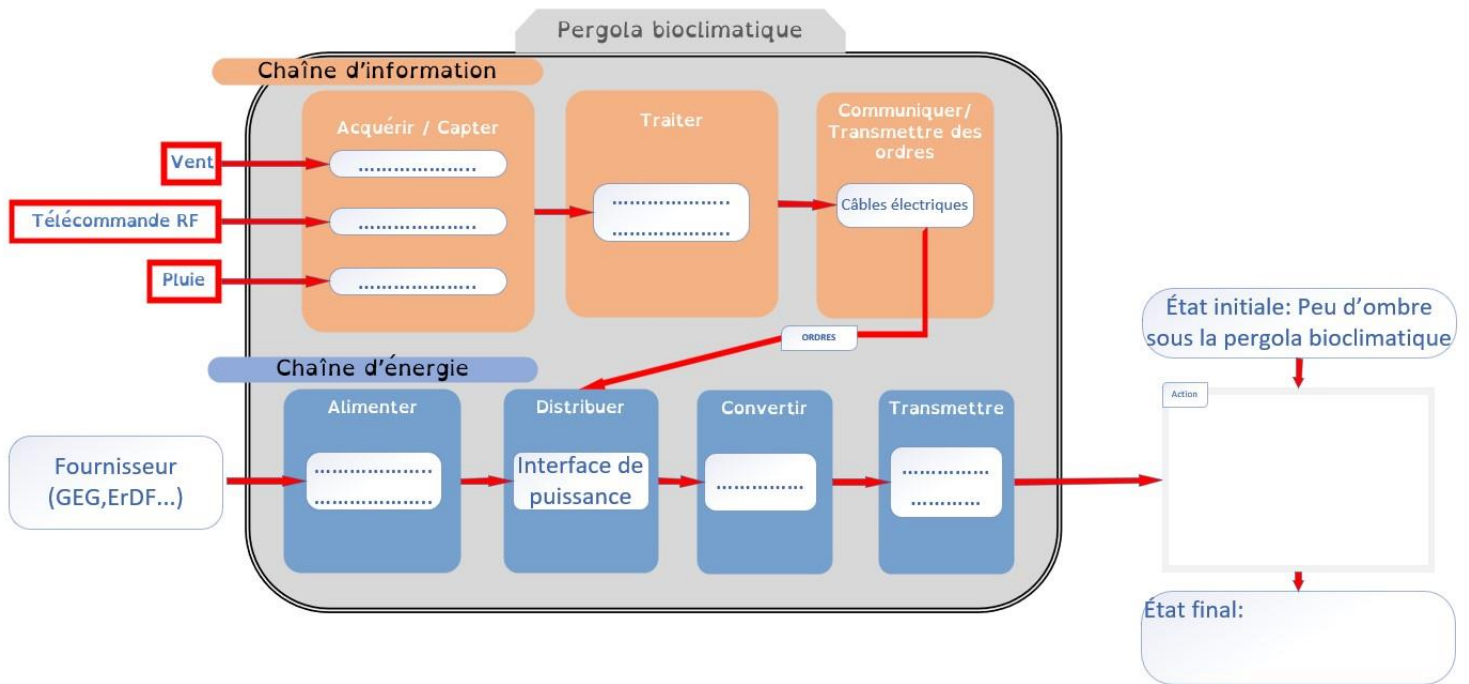 Pergola bioclimatique
Chaîne d'information
Acquérir / Capter
Traiter
Communiquer/
Transmettre des
ordres
Vent
………………..
Télécommande RF
………………..
Pluie
………………..
………………..
………………..
Câbles électriques
ORDRES
Chaîne d'énergie
Alimenter
Distribuer
Convertir
Transmettre
Fournisseur
(GEG,ErDF...)
………………..
………………..
Interface de
puissance
……………
……………
…………
État initiale: Peu d'ombre
sous la pergola bioclimatique
Action
État final: